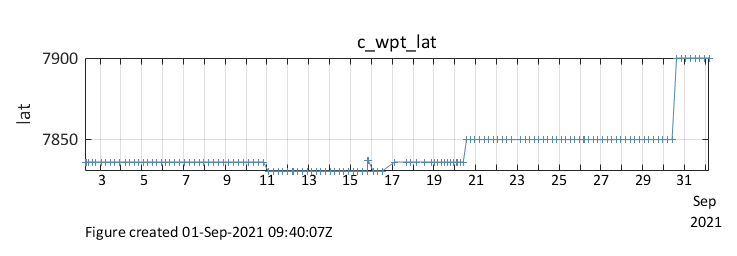 c_wpt_lat
7900
7850
lat
3 5 7 9 11 13 15 17 19 21 23 25 27 29 31
Sep
2021
Figure created 01-Sep-2021 09:40:07Z